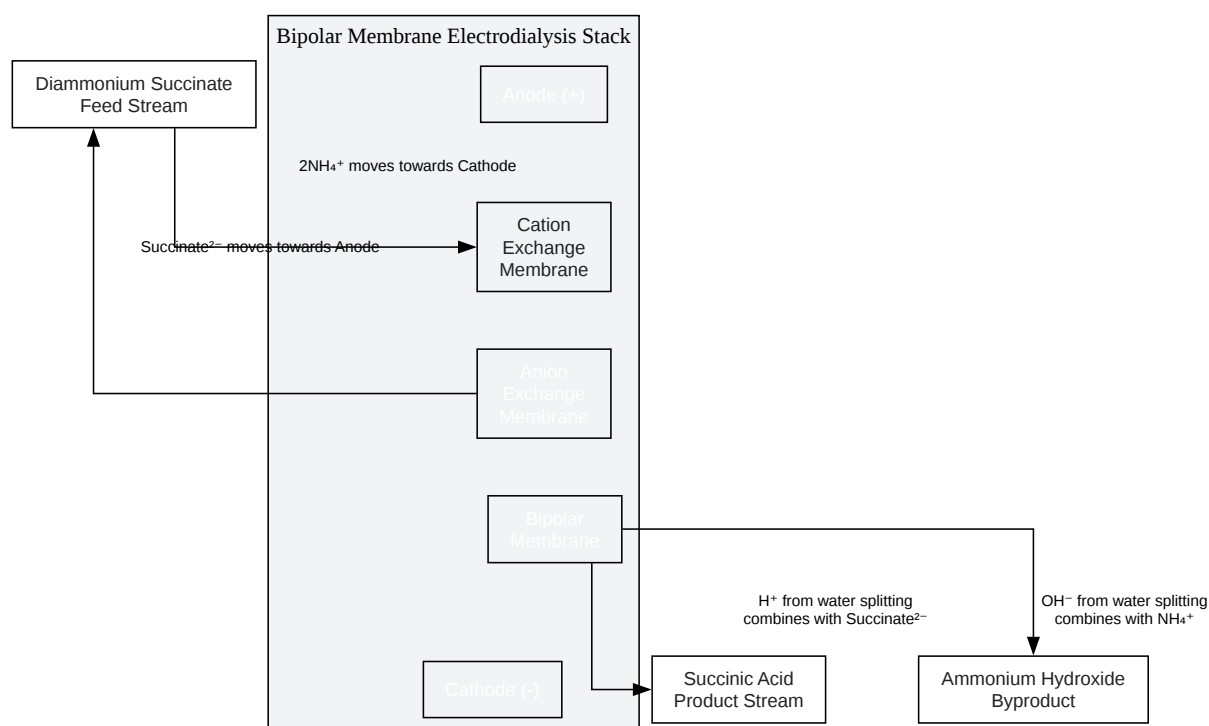 Bipolar Membrane Electrodialysis Stack
Diammonium Succinate
Feed Stream
Anode (+)
2NH₄⁺ moves towards Cathode
Cation
Exchange
Membrane
Succinate²⁻ moves towards Anode
Anion
Exchange
Membrane
Bipolar
Membrane
H⁺ from water splitting
combines with Succinate²⁻
OH⁻ from water splitting
combines with NH₄⁺
Cathode (-)
Succinic Acid
Product Stream
Ammonium Hydroxide
Byproduct